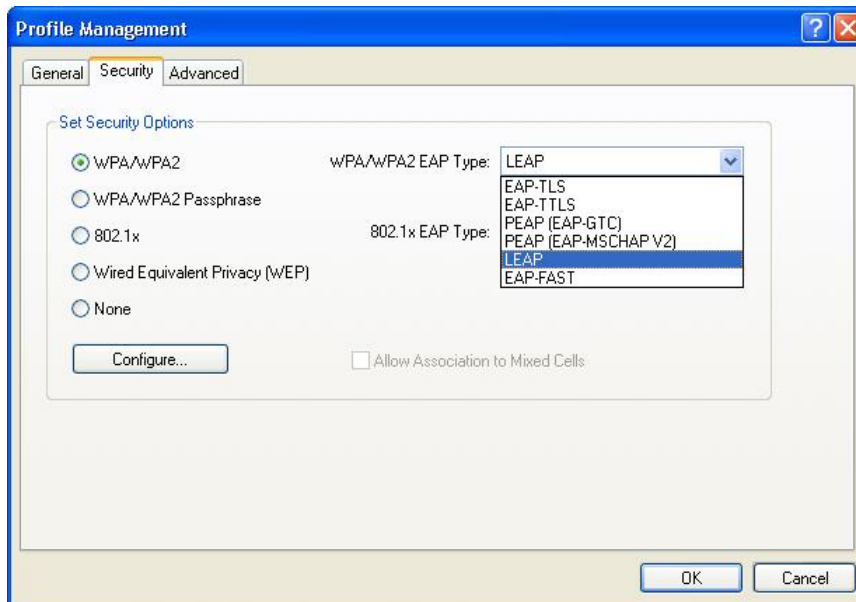 Profile Management
General Security Advanced
Set Security Options
WPA/WPA2 WPA/WPA2 EAP Type: LEAP
EAP-TLS
WPA/WPA2 Passphrase EAP-TTLS
PEAP (EAP-GTC)
802.1x 802.1x EAP Type: PEAP (EAP-MSCHAP V2)
LEAP
Wired Equivalent Privacy (WEP) EAP-FAST
None
Configure... Allow Association to Mixed Cells
OK Cancel